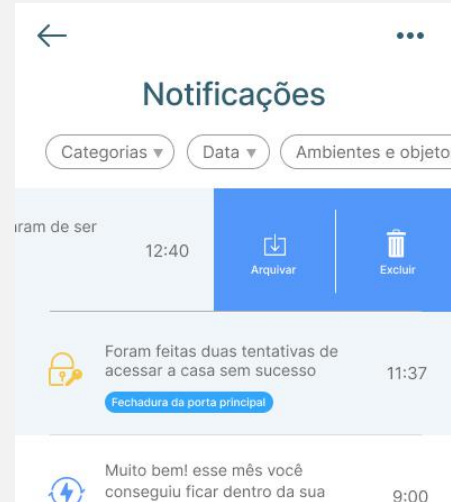 Notificações
Categorias ▾ Data ▾ Ambientes e objeto
ram de ser
12:40
Arquivar
Excluir
Foram feitas duas tentativas de
acessar a casa sem sucesso
11:37
Fechadura da porta principal
Muito bem! esse mês você
conseguiu ficar dentro da sua
9:00